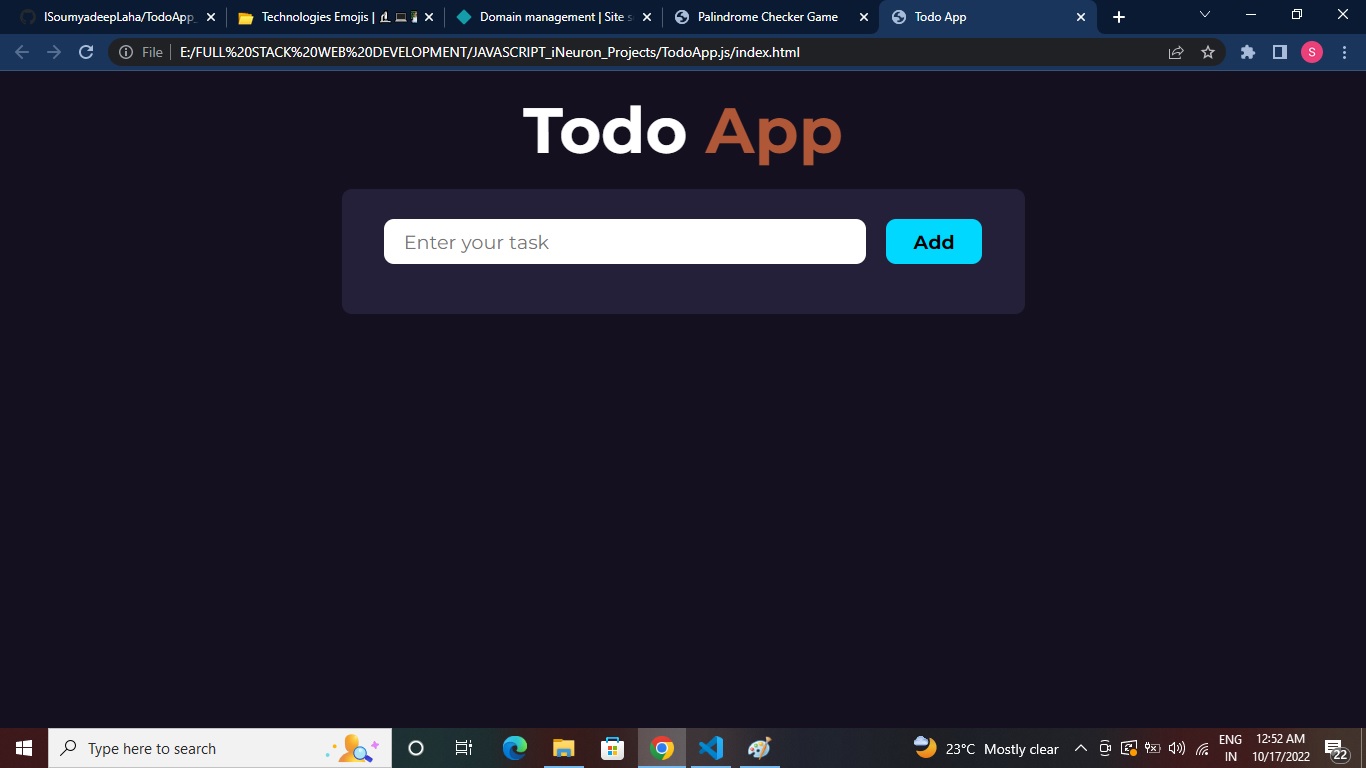 ISoumyadeepLaha/TodoApp_
Technologies Emojis |
Domain management | Site s
Palindrome Checker Game
Todo App
File
E:/FULL%20STACK%20WEB%20DEVELOPMENT/JAVASCRIPT_iNeuron_Projects/TodoApp.js/index.html
S
Todo App
Enter your task
Add
Type here to search
23°C Mostly clear
ENG
IN
12:52 AM
10/17/2022
22